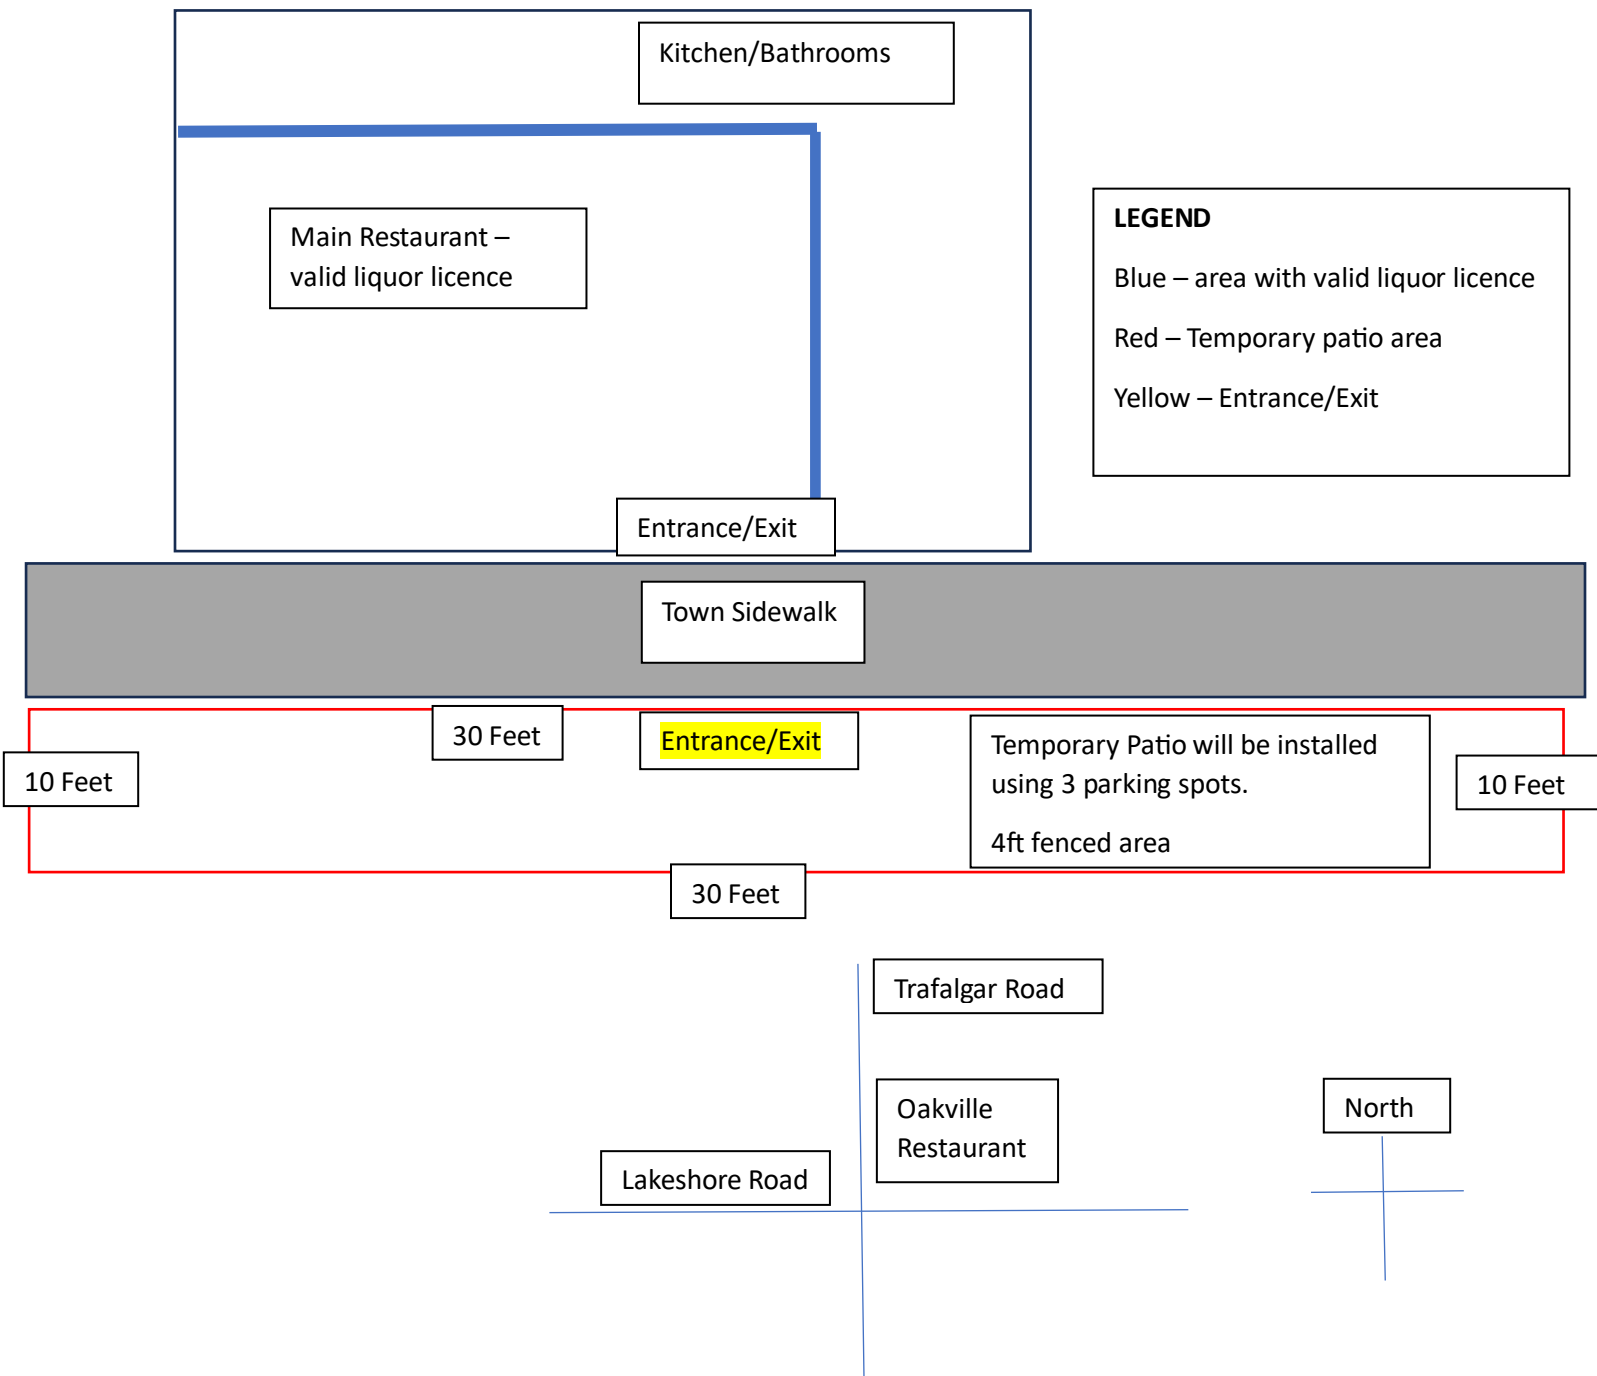 Kitchen/Bathrooms
Main Restaurant –
valid liquor licence
LEGEND
Blue – area with valid liquor licence
Red – Temporary patio area
Yellow – Entrance/Exit
Entrance/Exit
Town Sidewalk
30 Feet
Entrance/Exit
Temporary Patio will be installed
using 3 parking spots.
4ft fenced area
10 Feet
10 Feet
30 Feet
Trafalgar Road
Oakville
Restaurant
North
Lakeshore Road